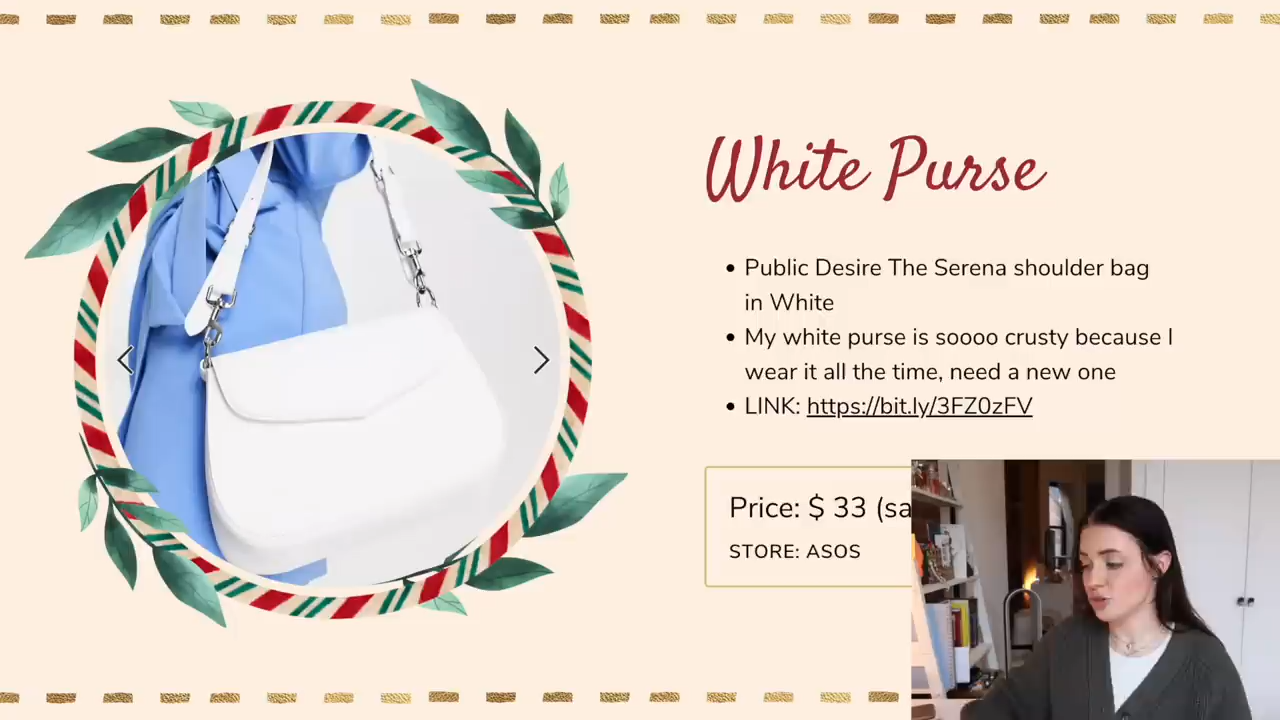 White Purse
Public Desire The Serena shoulder bag
in White
My white purse is soooo crusty because I
wear it all the time, need a new one
LINK: https://bit.ly/3FZ0zFV
Price: $ 33 (sa
STORE: ASOS